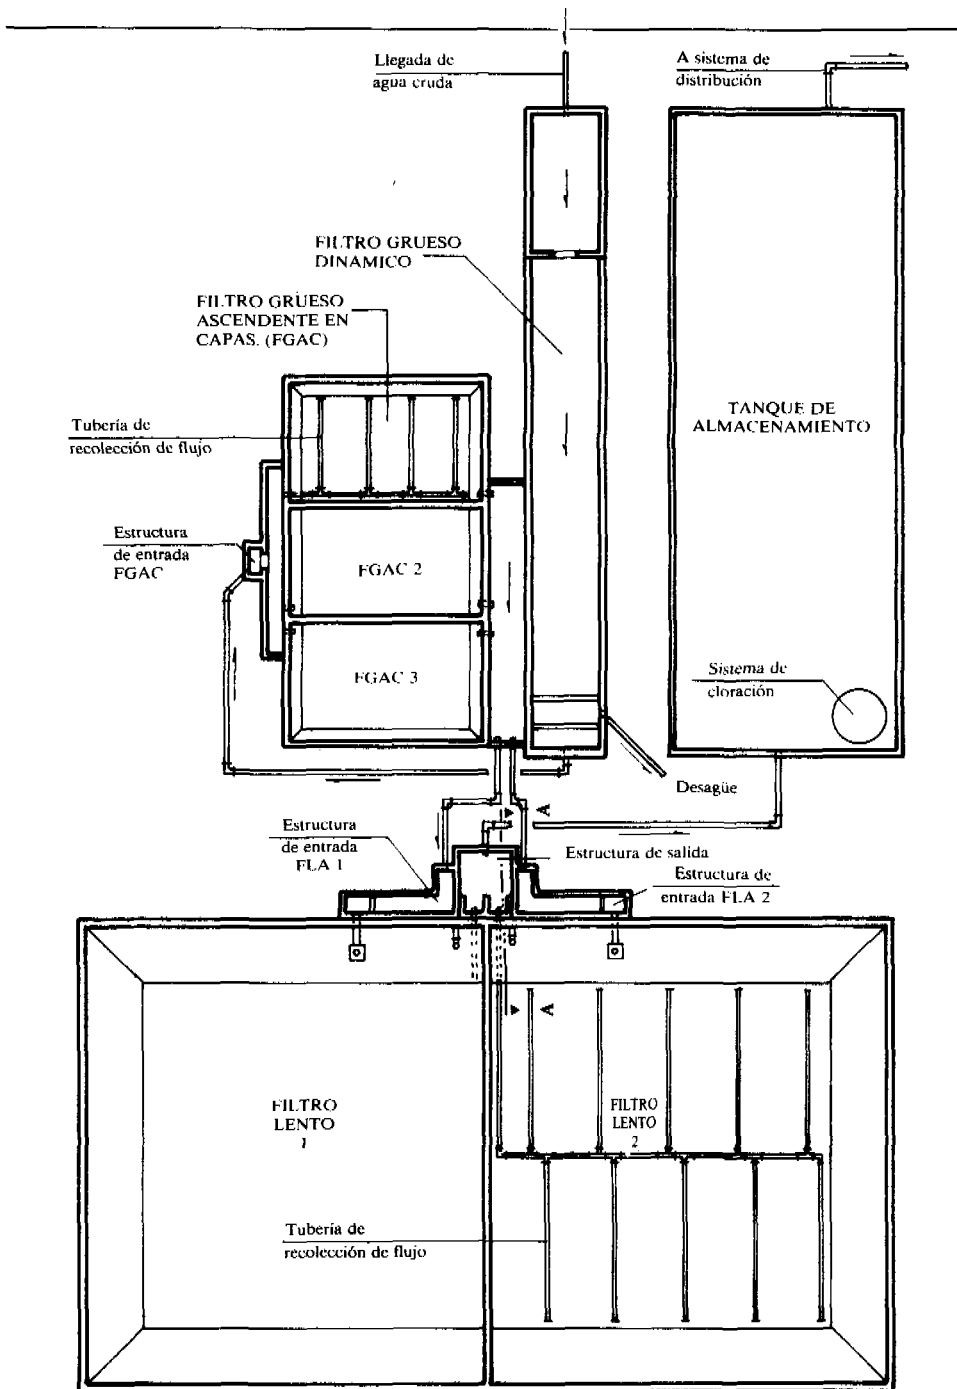 Llegada de
agua cruda
A sistema de
distribución
FILTRO GRUESO
DINAMICO
FILTRO GRUESO
ASCENDENTE EN
CAPAS. (FGAC)
TANQUE DE
ALMACENAMIENTO
Tubería de
recolección de flujo
Estructura
de entrada
FGAC
FGAC 2
FGAC 3
Sistema de
cloración
Desagüe
A
Estructura
de entrada
FLA 1
Estructura de salida
Estructura de
entrada FLA 2
A
FILTRO
LENTO
1
FILTRO
LENTO
2
Tubería de
recolección de flujo